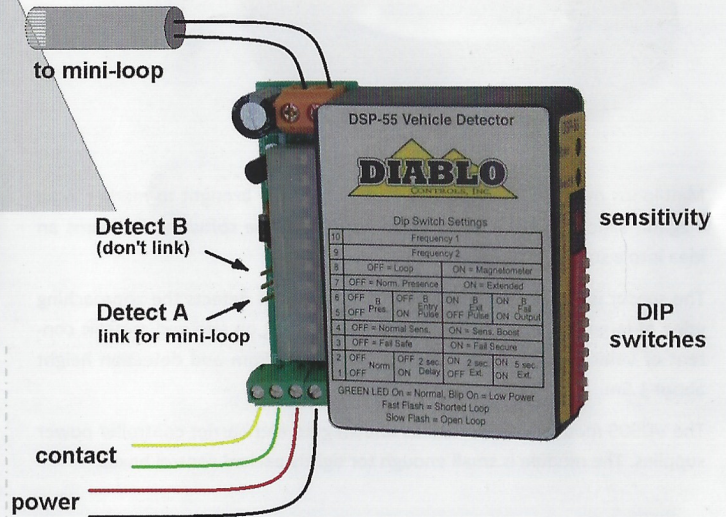 to mini-loop
DSP-55 Vehicle Detector
DIABLO
CONTROLS, INC.
Detect B
(don't link)
Detect A
link for mini-loop
sensitivity
DIP
switches
Dip Switch Settings
10 Frequency 1
9 Frequency 2
8 OFF = Loop ON = Magnetometer
7 OFF = Norm. Presence ON = Extended
6 OFF B OFF B ON B ON B
Pres. Entry Exit Fail
5 OFF ON Pulse OFF Pulse ON Output
4 OFF = Normal Sens. ON = Sens. Boost
3 OFF = Fail Safe ON = Fail Secure
2 OFF OFF 2 sec. ON 2 sec. ON 5 sec.
Norm
1 OFF ON Delay OFF Ext. ON Ext.
GREEN LED On = Normal, Blip On = Low Power
Fast Flash = Shorted Loop
Slow Flash = Open Loop
contact
power